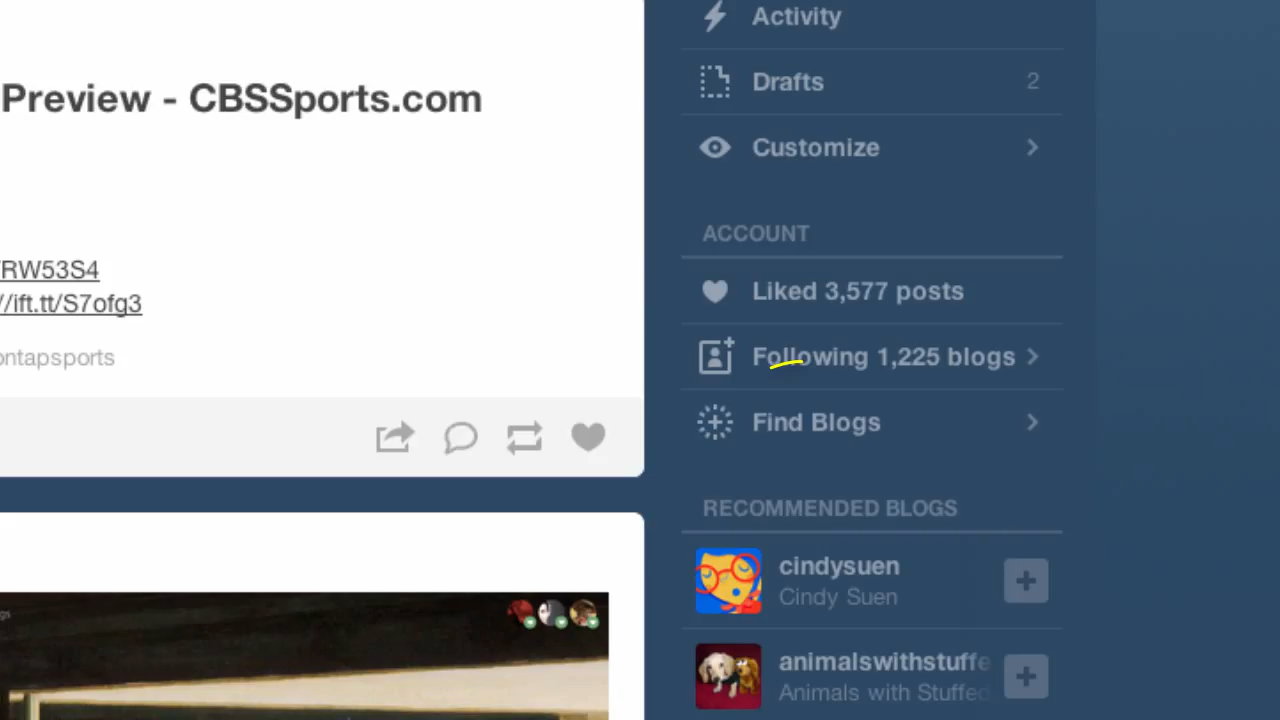 Preview - CBSSports.com
RW53S4
//ift.tt/S7ofg3
ontapsports
Activity
Drafts 2
Customize
ACCOUNT
Liked 3,577 posts
Following 1,225 blogs
Find Blogs
RECOMMENDED BLOGS
cindysuen
Cindy Suen
animalswithstuffe
Animals with Stuffed